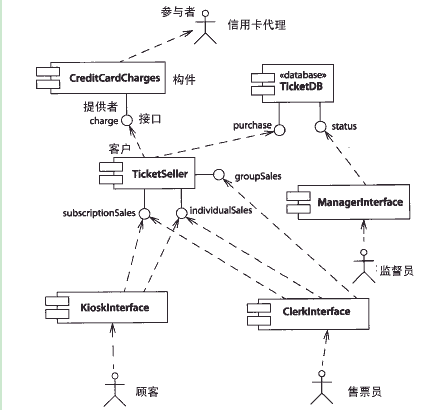 参与者
信用卡代理
CreditCardCharges
构件
«database»
TicketDB
提供者
charge
接口
purchase
status
客户
TicketSeller
groupSales
ManagerInterface
subscriptionSales
individualSales
监督员
KioskInterface
ClerkInterface
顾客
售票员